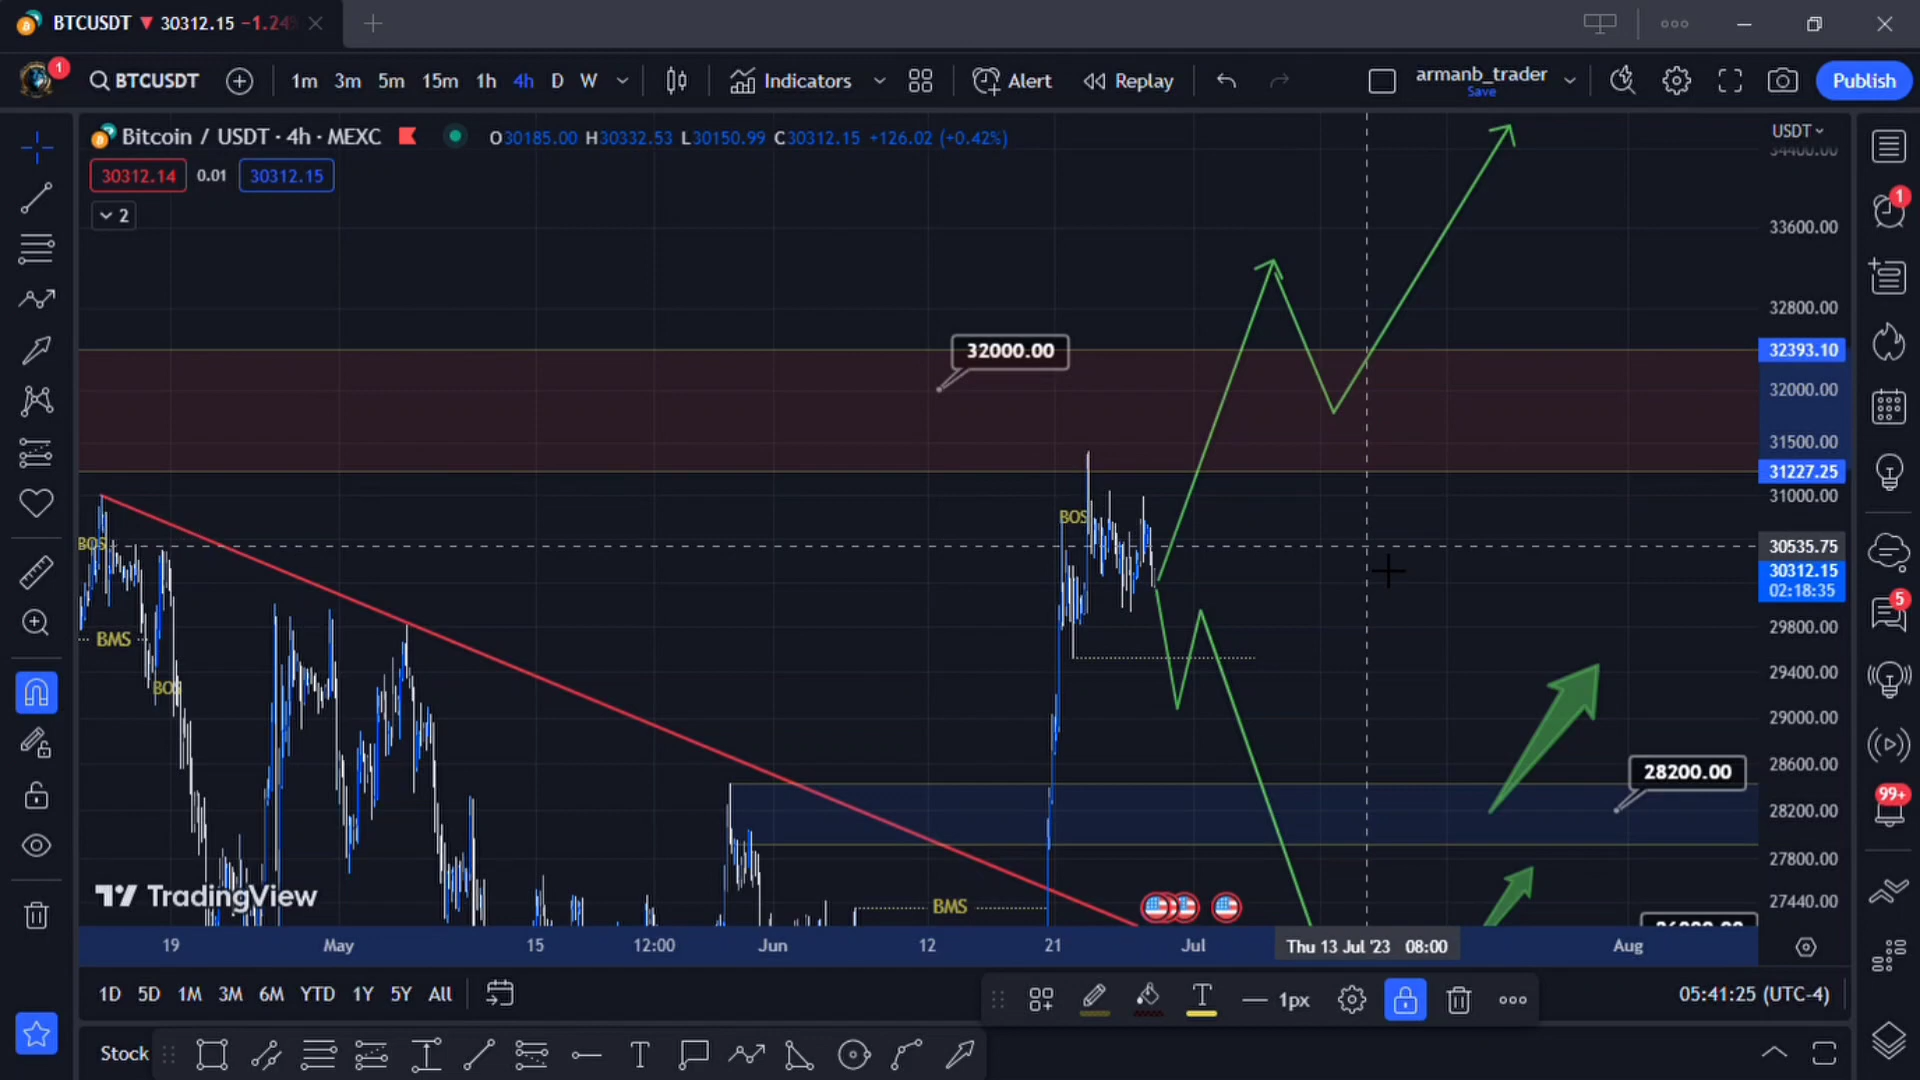 BTCUSDT ▼ 30312.15 −1.24%
BTCUSDT 1m 3m 5m 15m 1h 4h D W Indicators Alert Replay armanb_trader Publish
1
Save
Bitcoin / USDT · 4h · MEXC O30185.00 H30332.53 L30150.99 C30312.15 +126.02 (+0.42%)
USDT
34400.00
30312.14 0.01 30312.15
1
2
33600.00
32800.00
32000.00
32393.10
32000.00
31500.00
31227.25
31000.00
BOS
BOS
30535.75
30312.15
02:18:35
5
BMS
29800.00
BOS
29400.00
29000.00
28600.00
28200.00
28200.00
99+
27800.00
TradingView
BMS
27440.00
19 May 15 12:00 Jun 12 21 Jul Thu 13 Jul '23 08:00 Aug
1D 5D 1M 3M 6M YTD 1Y 5Y All
T 1px
05:41:25 (UTC-4)
Stock T